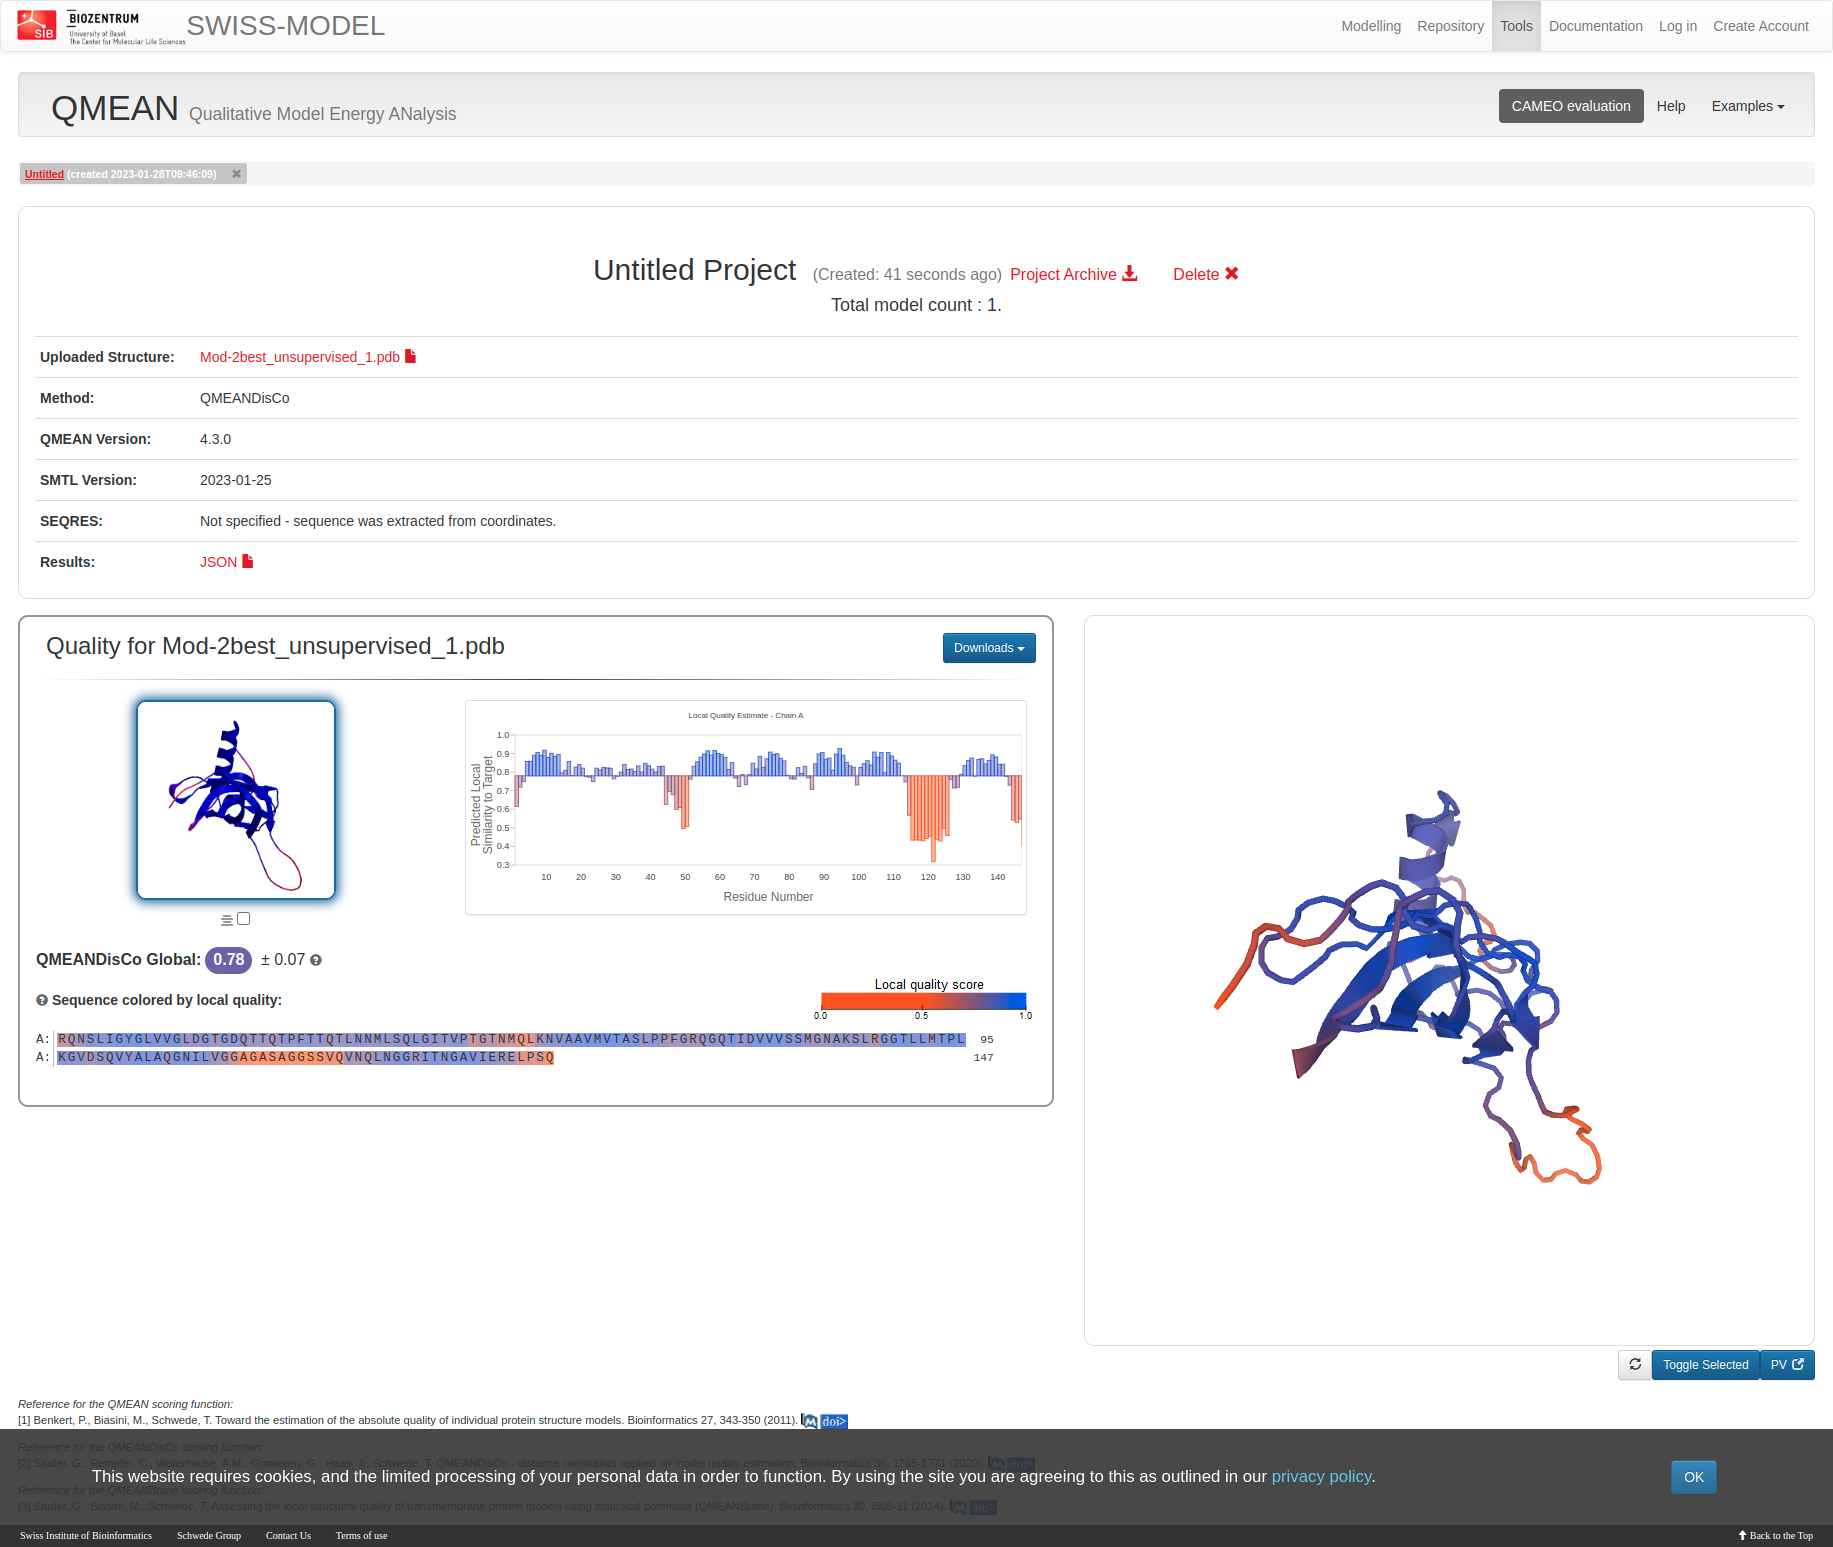 SIB
BIOZENTRUM
University of Basel
The Center for Molecular Life Sciences
SWISS-MODEL
Modelling Repository Tools Documentation Log in Create Account
QMEAN Qualitative Model Energy ANalysis
CAMEO evaluation Help Examples
Untitled (created 2023-01-28T09:46:09)
Untitled Project (Created: 41 seconds ago) Project Archive Delete
Total model count : 1.
Uploaded Structure: Mod-2best_unsupervised_1.pdb
Method: QMEANDisCo
QMEAN Version: 4.3.0
SMTL Version: 2023-01-25
SEQRES: Not specified - sequence was extracted from coordinates.
Results: JSON
Quality for Mod-2best_unsupervised_1.pdb
Downloads
Local Quality Estimate - Chain A
Predicted Local
Similarity to Target
1.0
0.9
0.8
0.7
0.6
0.5
0.4
0.3
10 20 30 40 50 60 70 80 90 100 110 120 130 140
Residue Number
QMEANDisCo Global: 0.78 ± 0.07
Sequence colored by local quality:
Local quality score
0.0 0.5 1.0
A: RQNSLIGYGLVVGLDGTGDQTTQTPFTTQTLNNMLSQLGITVPTGTNMQLKNVAAVMVTASLPPFGRQGQTIDVVVSSMGNAKSLRGGTLLMTPL 95
A: KGVDSQVYALAQGNILVGGAGASAGGSSVQVNQLNGGRITNGAVIERELPSQ 147
Toggle Selected PV
Reference for the QMEAN scoring function:
[1] Benkert, P., Biasini, M., Schwede, T. Toward the estimation of the absolute quality of individual protein structure models. Bioinformatics 27, 343-350 (2011). doi>
Reference for the QMEANDisCo scoring function:
[2] Studer, G., Rempfer, C., Waterhouse, A.M., Gumienny, G., Haas, J., Schwede, T. QMEANDisCo - distance constraints applied on model quality estimation. Bioinformatics 36, 1765-1771 (2020). doi>
This website requires cookies, and the limited processing of your personal data in order to function. By using the site you are agreeing to this as outlined in our privacy policy.
OK
Reference for the QMEANBrane scoring function:
[3] Studer, G., Biasini, M., Schwede, T. Assessing the local structural quality of transmembrane protein models using statistical potentials (QMEANBrane). Bioinformatics 30, i505-11 (2014). doi>
Swiss Institute of Bioinformatics Schwede Group Contact Us Terms of use
Back to the Top